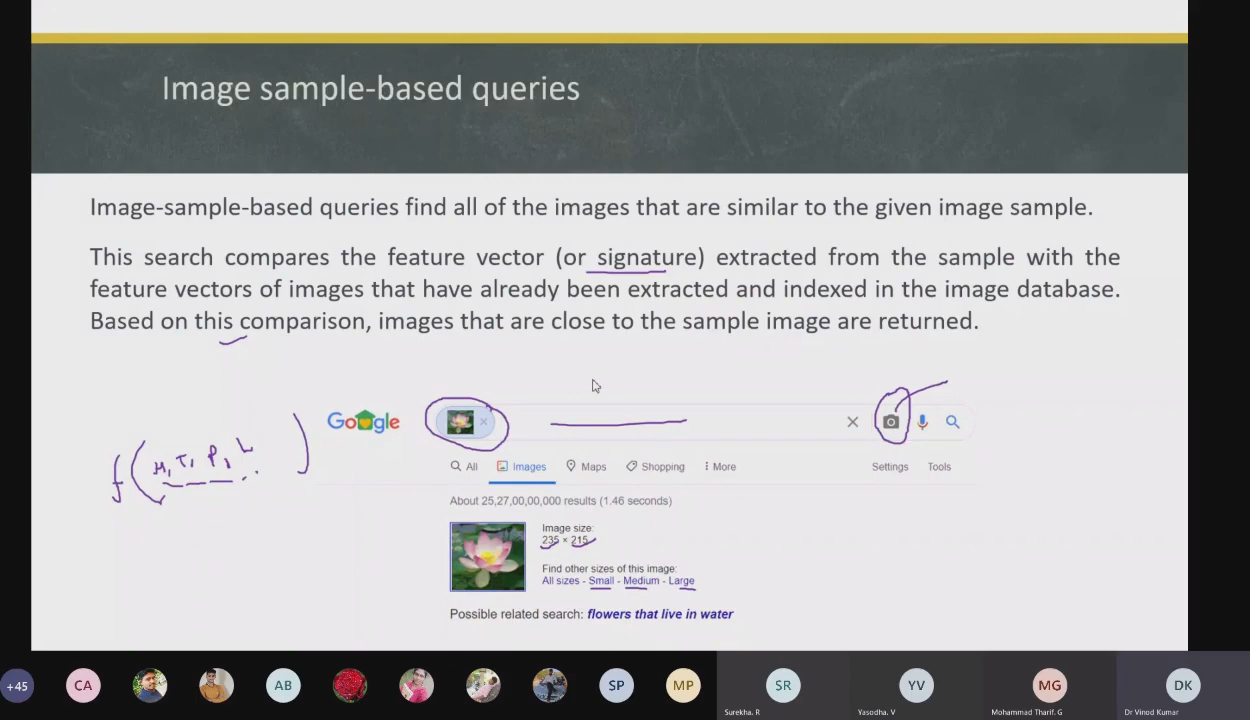 Image sample-based queries
Image-sample-based queries find all of the images that are similar to the given image sample.
This search compares the feature vector (or signature) extracted from the sample with the
feature vectors of images that have already been extracted and indexed in the image database.
Based on this comparison, images that are close to the sample image are returned.
Google
All Images Maps Shopping More Settings Tools
About 25,27,00,00,000 results (1.46 seconds)
Image size:
235 × 215
Find other sizes of this image:
All sizes - Small - Medium - Large
Possible related search: flowers that live in water
+45 CA AB SP MP SR YV MG DK
Surekha. R Yasodha. V Mohammad Tharif. G Dr Vinod Kumar